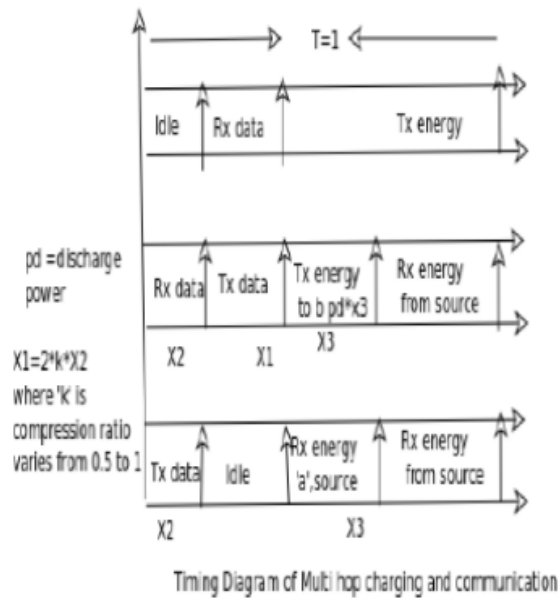 T=1
Idle
Rx data
Tx energy
pd =discharge
power
Rx data
Tx data
Tx energy
to b pd*x3
Rx energy
from source
X2
X1
X3
X1=2*k*X2
where 'k' is
compression ratio
varies from 0.5 to 1
Tx data
Idle
Rx energy
'a',source
Rx energy
from source
X2
X3
Timing Diagram of Multi hop charging and communication